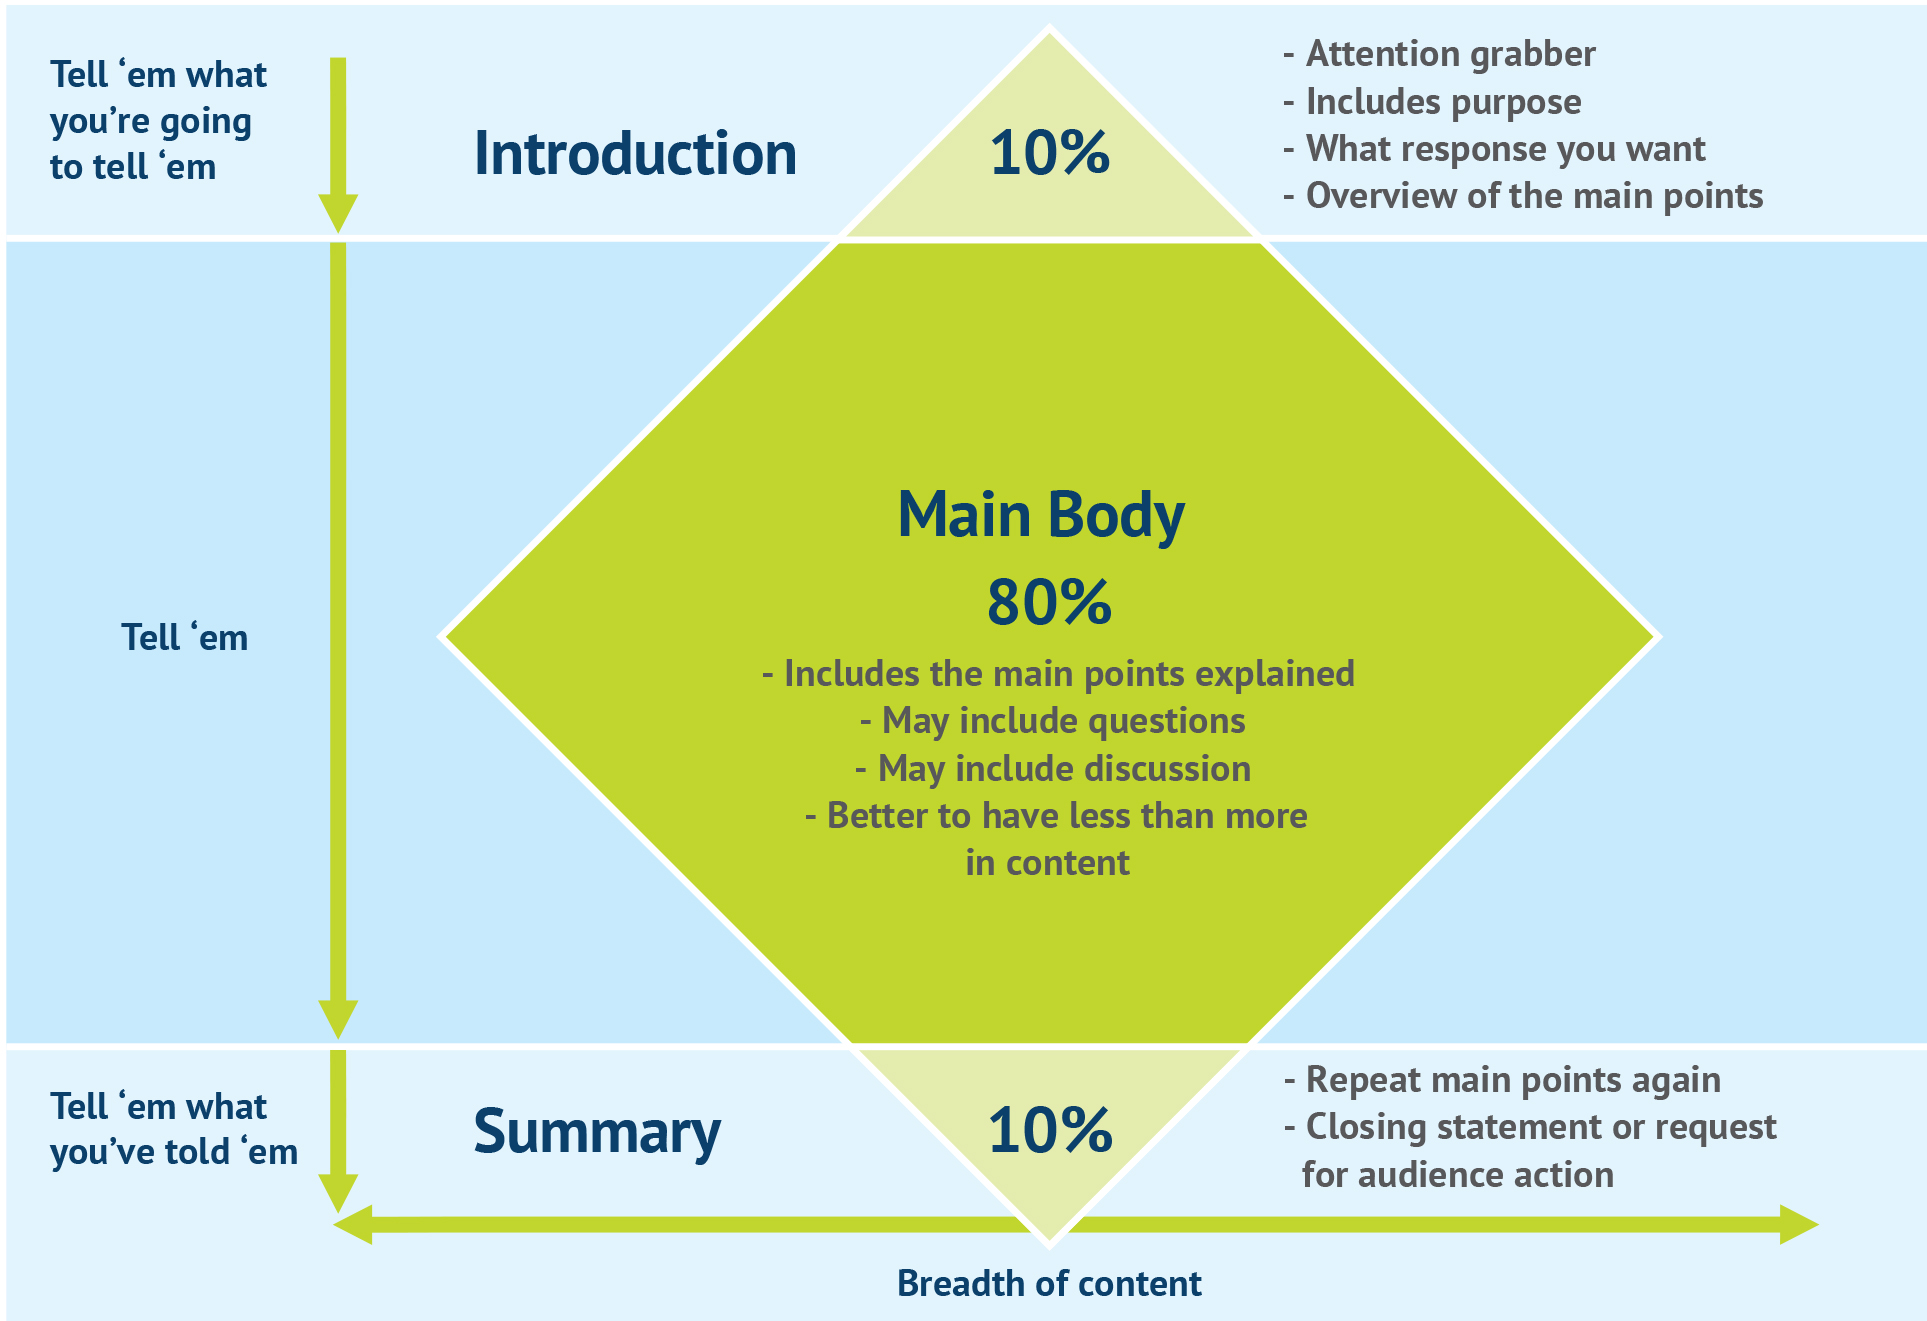 Tell ‘em what
you’re going
to tell ‘em
Introduction
10%
- Attention grabber
- Includes purpose
- What response you want
- Overview of the main points
Tell ‘em
Main Body
80%
- Includes the main points explained
- May include questions
- May include discussion
- Better to have less than more
in content
Tell ‘em what
you’ve told ‘em
Summary
10%
- Repeat main points again
- Closing statement or request
for audience action
Breadth of content